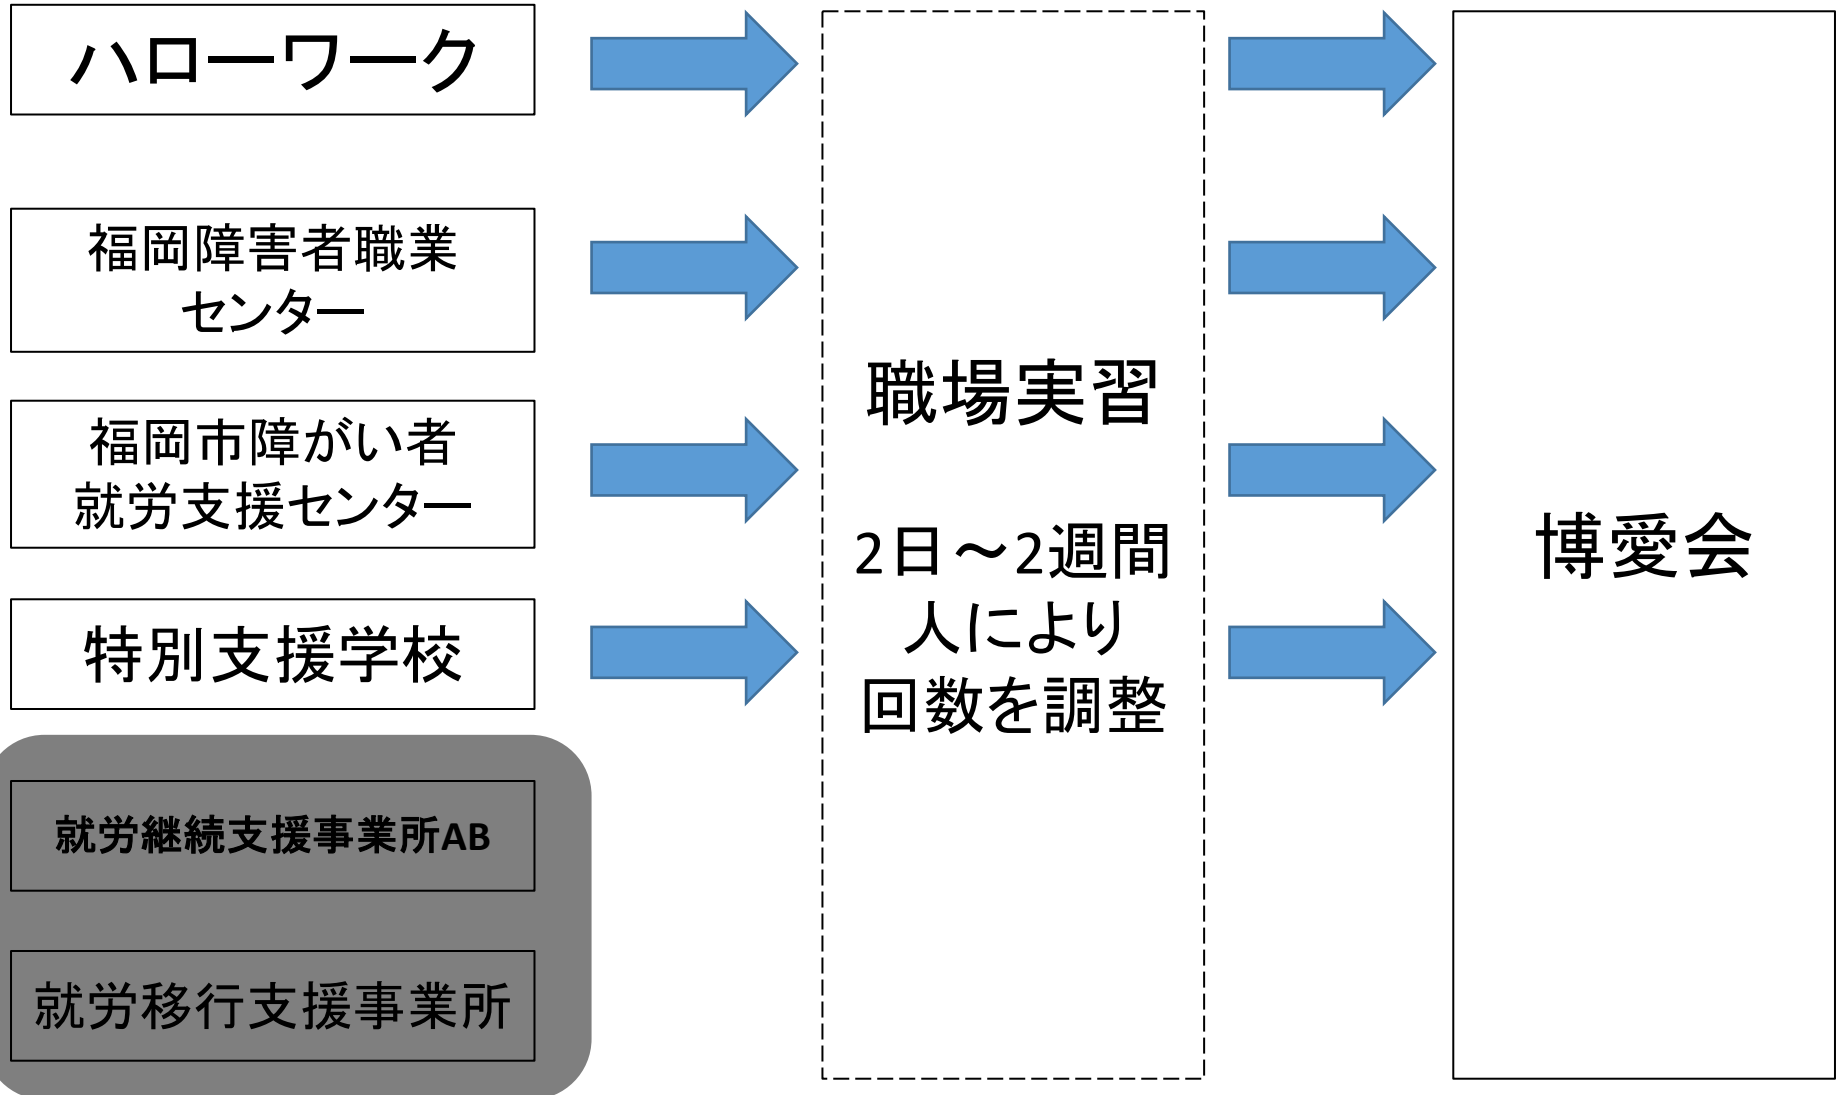 ハローワーク
福岡障害者職業
センター
福岡市障がい者
就労支援センター
特別支援学校
就労継続支援事業所AB
就労移行支援事業所
職場実習
2日～2週間
人により
回数を調整
博愛会